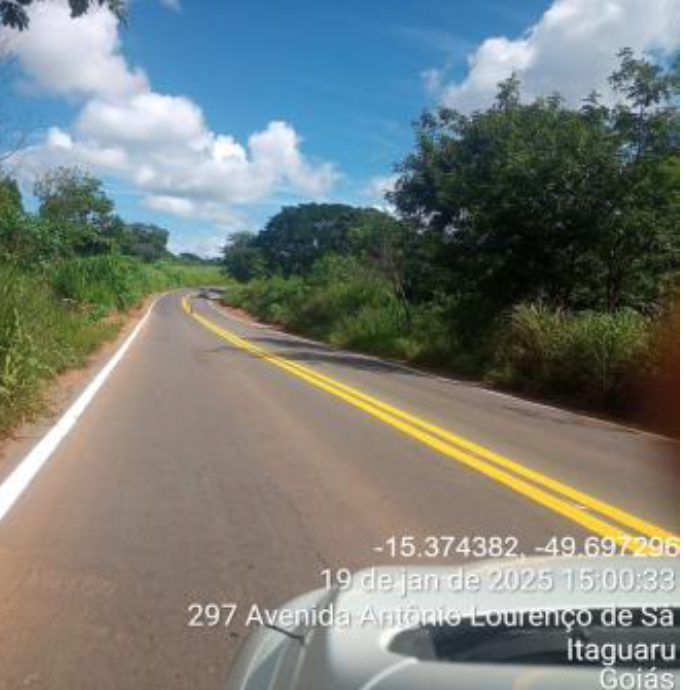 -15.374382, -49.697296
19 de jan de 2025 15:00:33
297 Avenida Antônio Lourenço de Sá
Itaguaru
Goiás